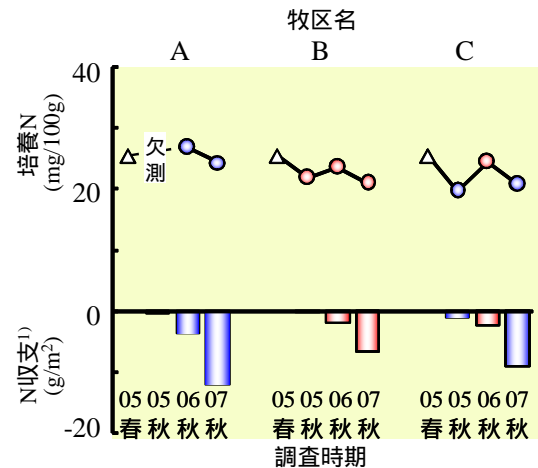 牧区名
A B C
40
20
0
-20
培養N
(mg/100g)
N収支1)
(g/m2)
欠
測
05 05 06 07 05 05 06 07 05 05 06 07
春 秋 秋 秋 春 秋 秋 秋 春 秋 秋 秋
調査時期